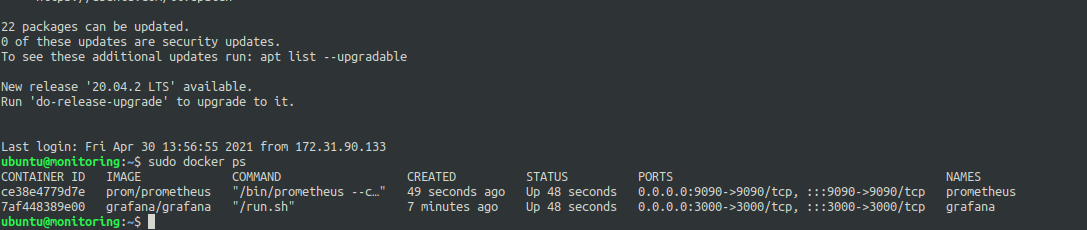 22 packages can be updated.
0 of these updates are security updates.
To see these additional updates run: apt list --upgradable
New release '20.04.2 LTS' available.
Run 'do-release-upgrade' to upgrade to it.
Last login: Fri Apr 30 13:56:55 2021 from 172.31.90.133
ubuntu@monitoring:~$ sudo docker ps
CONTAINER ID   IMAGE             COMMAND                  CREATED          STATUS          PORTS                                       NAMES
ce38e4779d7e   prom/prometheus   "/bin/prometheus --c…"   49 seconds ago   Up 48 seconds   0.0.0.0:9090->9090/tcp, :::9090->9090/tcp   prometheus
7af448389e00   grafana/grafana   "/run.sh"                7 minutes ago    Up 48 seconds   0.0.0.0:3000->3000/tcp, :::3000->3000/tcp   grafana
ubuntu@monitoring:~$